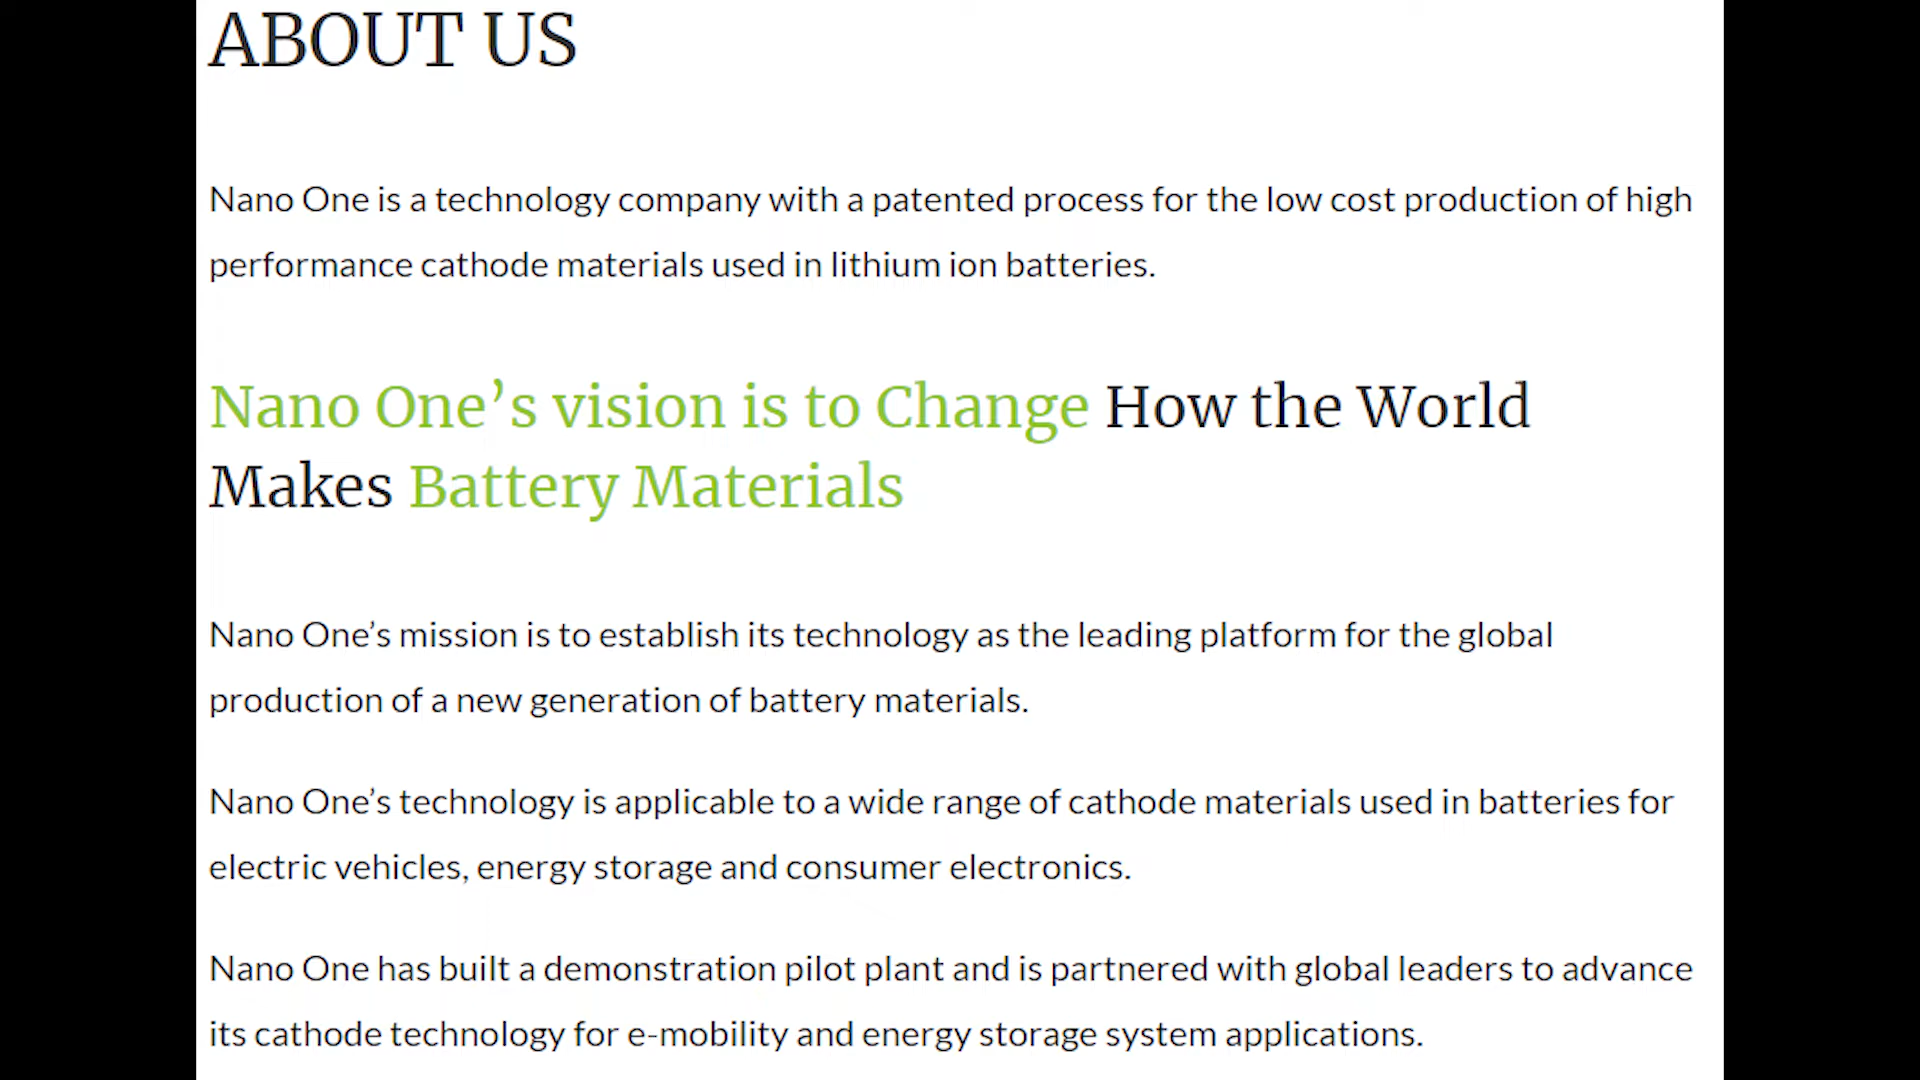 ABOUT US
Nano One is a technology company with a patented process for the low cost production of high
performance cathode materials used in lithium ion batteries.
Nano One’s vision is to Change How the World
Makes Battery Materials
Nano One’s mission is to establish its technology as the leading platform for the global
production of a new generation of battery materials.
Nano One’s technology is applicable to a wide range of cathode materials used in batteries for
electric vehicles, energy storage and consumer electronics.
Nano One has built a demonstration pilot plant and is partnered with global leaders to advance
its cathode technology for e-mobility and energy storage system applications.